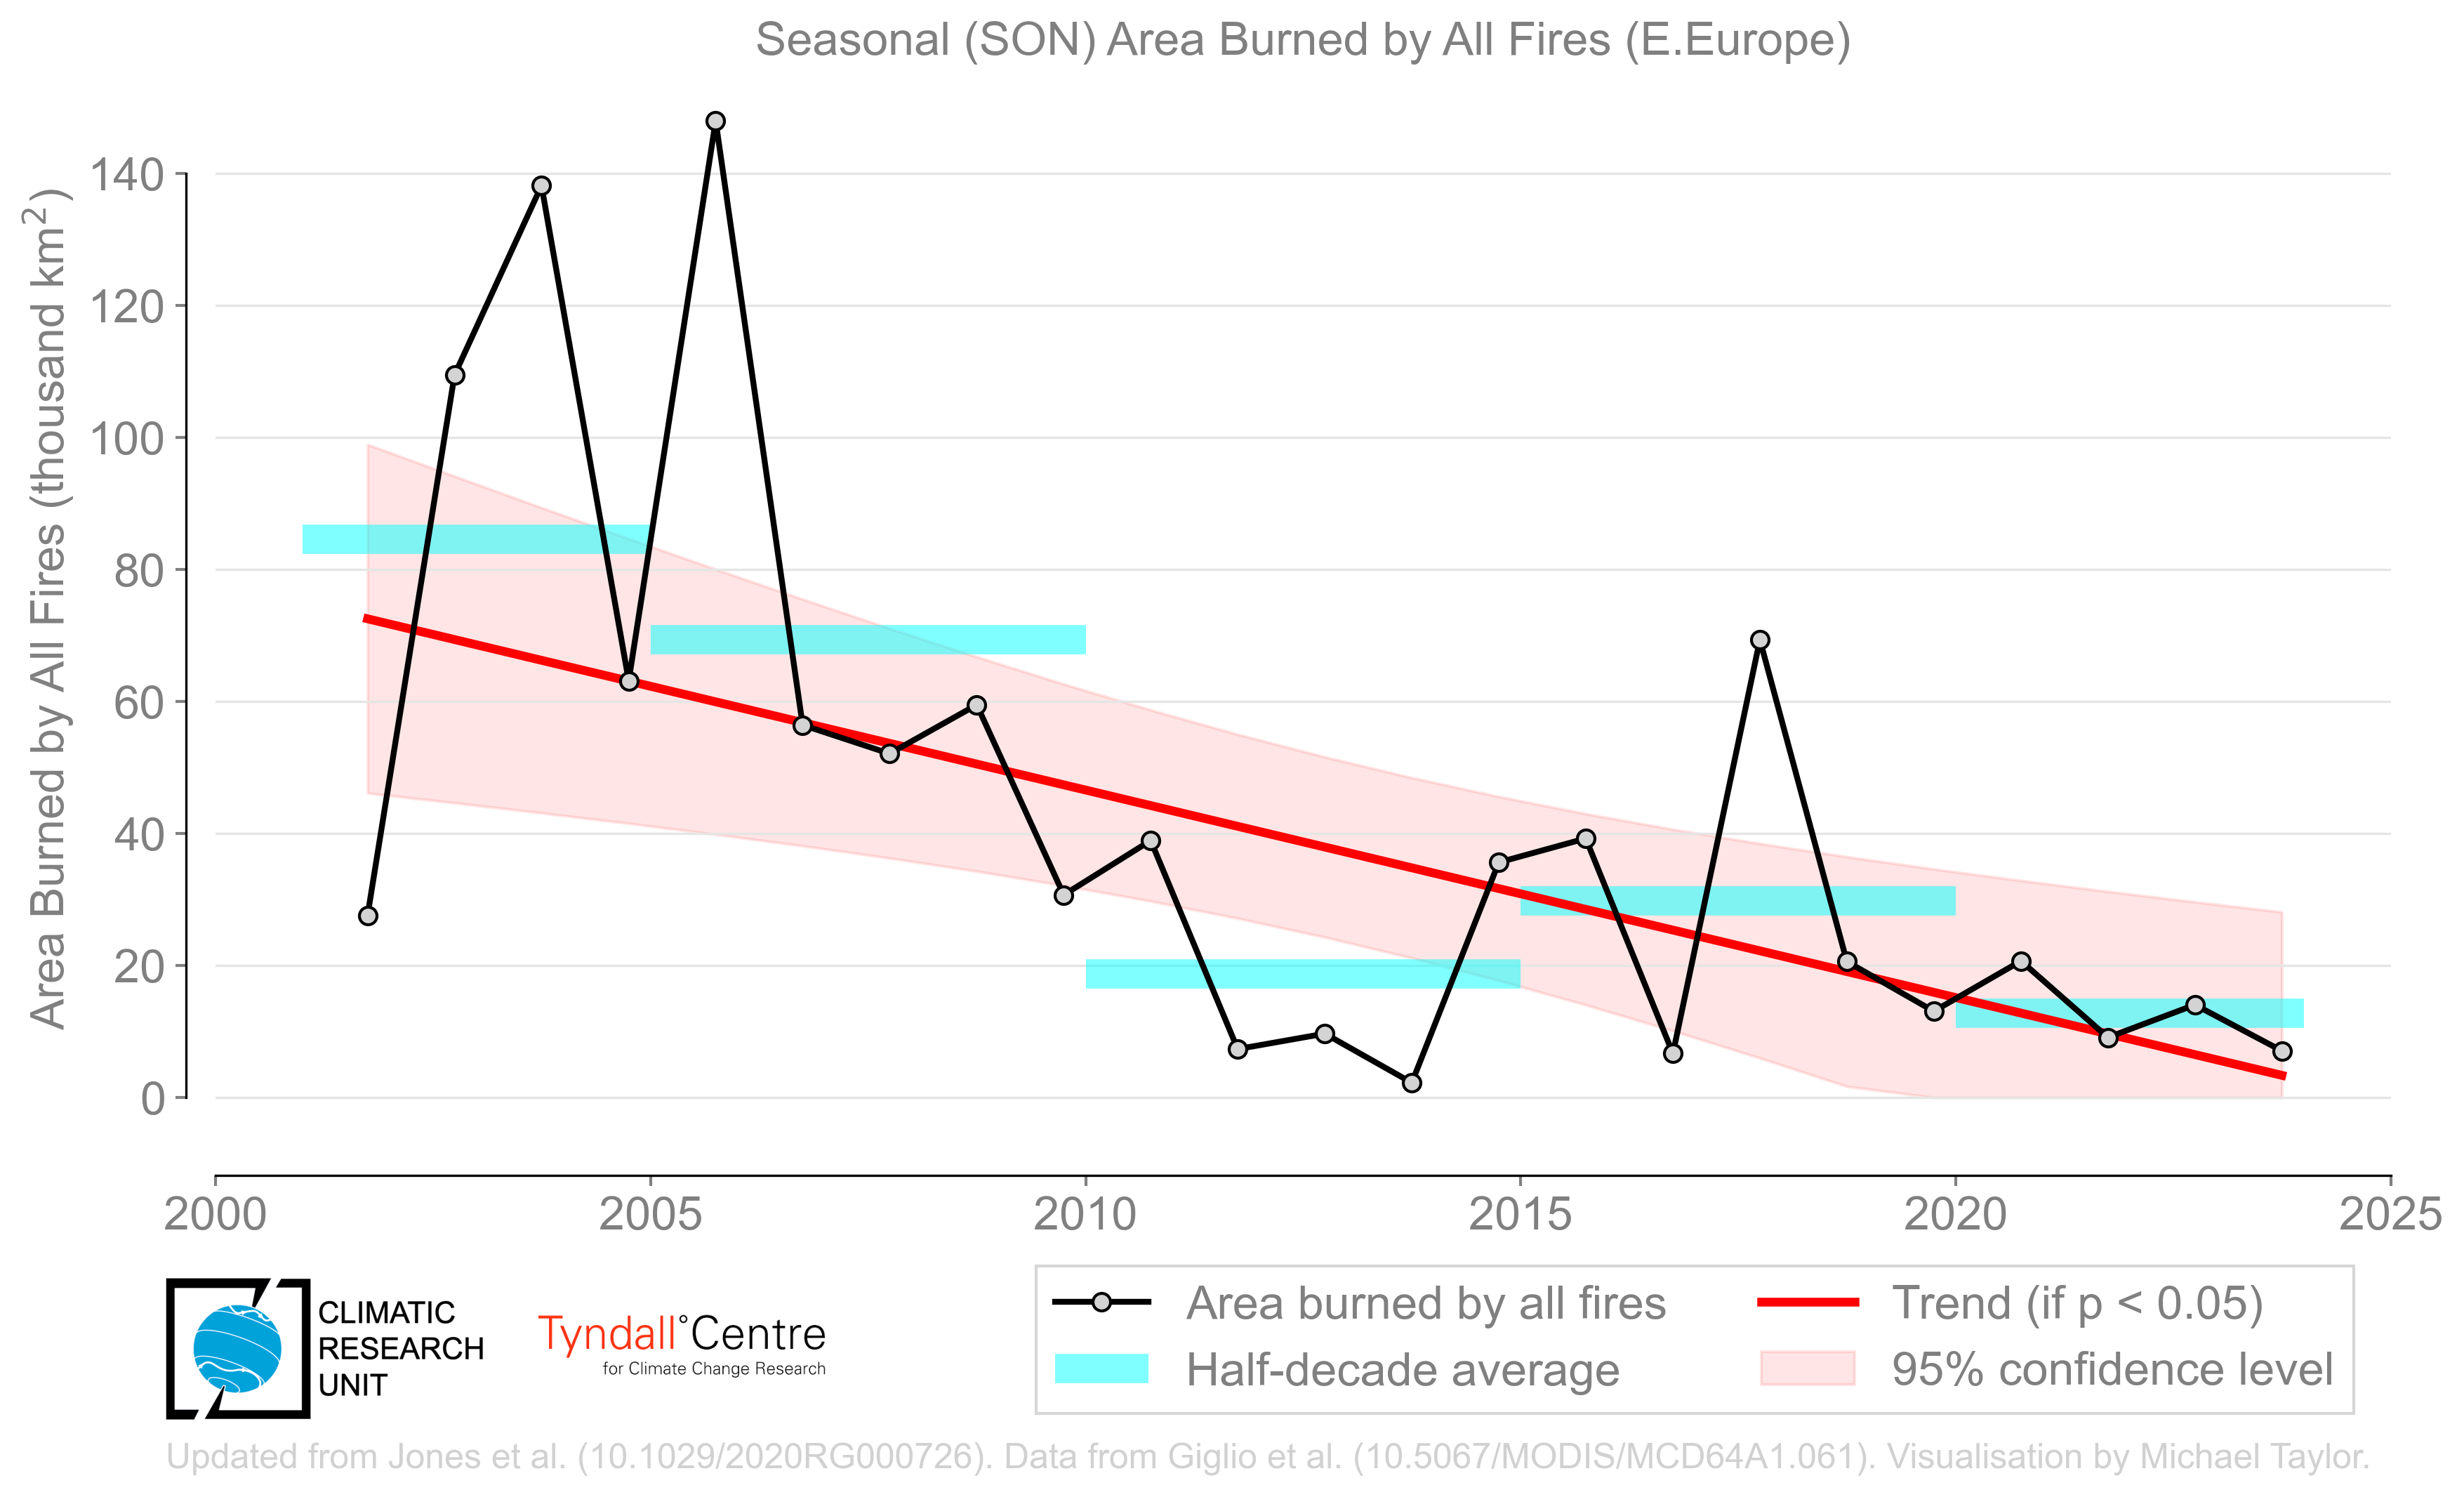 Seasonal (SON) Area Burned by All Fires (E.Europe)
Area Burned by All Fires (thousand km²)
140
120
100
80
60
40
20
0
2000 2005 2010 2015 2020 2025
CLIMATIC
RESEARCH
UNIT
Tyndall°Centre
for Climate Change Research
Area burned by all fires
Half-decade average
Trend (if p < 0.05)
95% confidence level
Updated from Jones et al. (10.1029/2020RG000726). Data from Giglio et al. (10.5067/MODIS/MCD64A1.061). Visualisation by Michael Taylor.